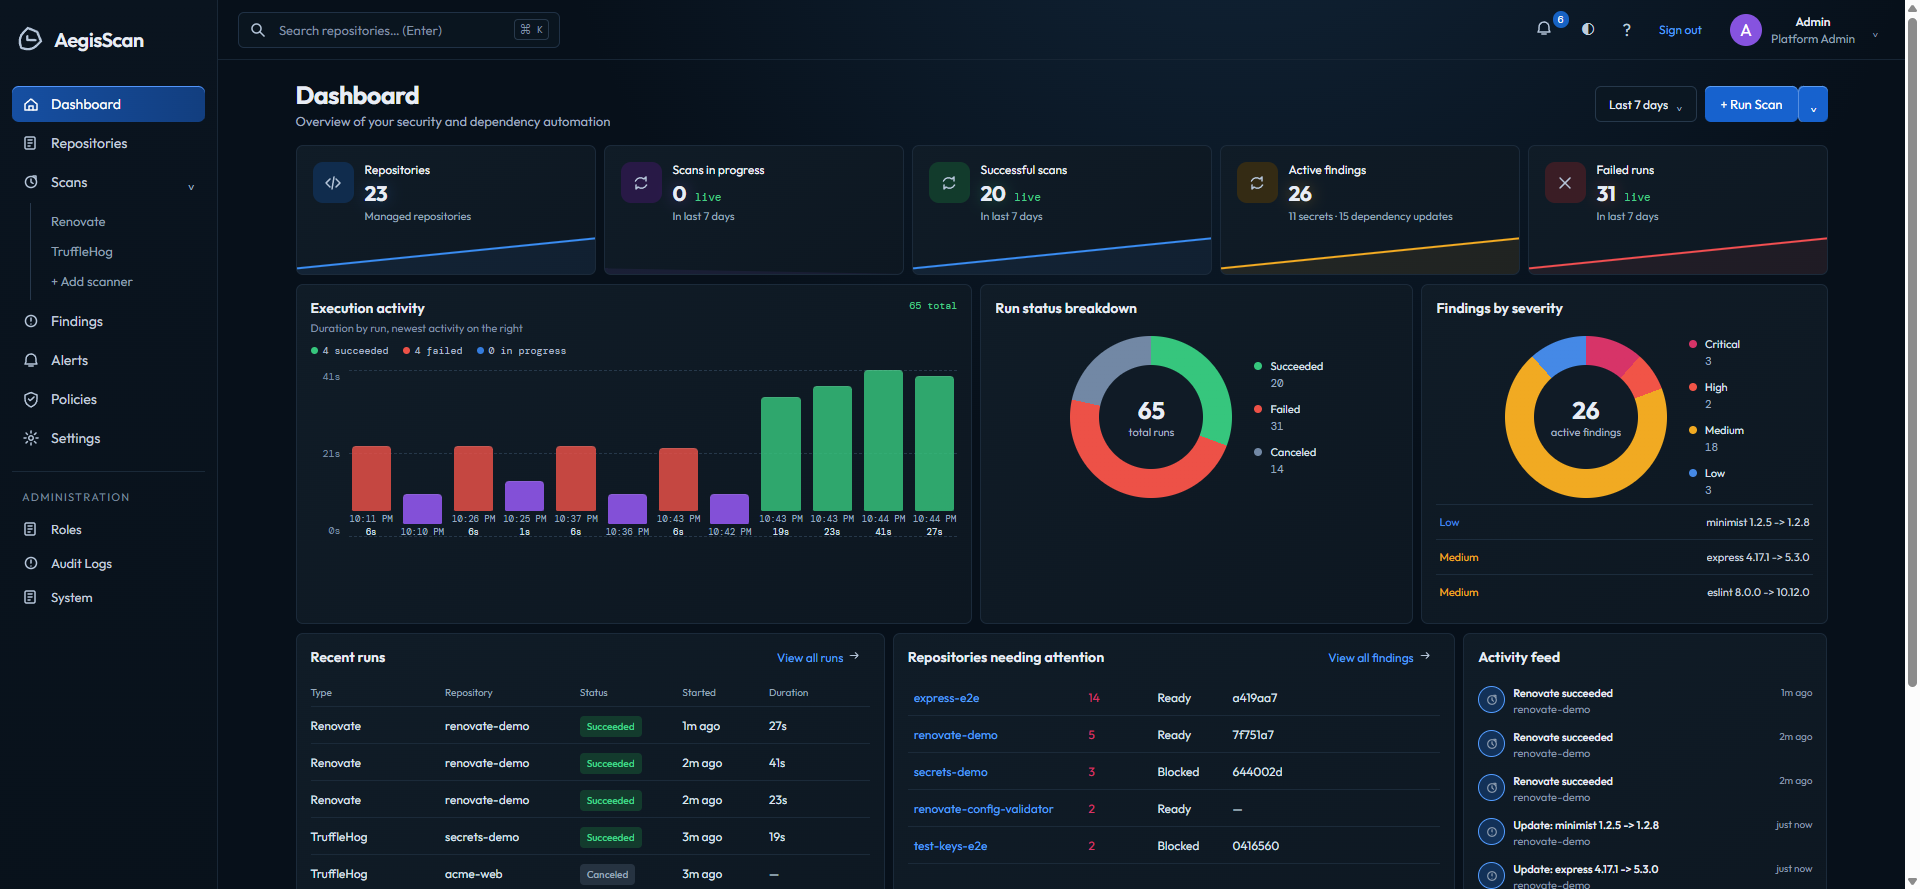 AegisScan
Search repositories... (Enter)
⌘ K
6
?
Sign out
A
Admin
Platform Admin
Dashboard
Repositories
Scans
Renovate
TruffleHog
+ Add scanner
Findings
Alerts
Policies
Settings
ADMINISTRATION
Roles
Audit Logs
System
Dashboard
Overview of your security and dependency automation
Last 7 days
+ Run Scan
Repositories
23
Managed repositories
Scans in progress
0 live
In last 7 days
Successful scans
20 live
In last 7 days
Active findings
26
11 secrets · 15 dependency updates
Failed runs
31 live
In last 7 days
Execution activity
65 total
Duration by run, newest activity on the right
4 succeeded 4 failed 0 in progress
41s
21s
0s
10:11 PM 10:10 PM 10:26 PM 10:25 PM 10:37 PM 10:36 PM 10:43 PM 10:42 PM 10:43 PM 10:43 PM 10:44 PM 10:44 PM
6s 6s 1s 6s 6s 19s 23s 41s 27s
Run status breakdown
65
total runs
Succeeded
20
Failed
31
Canceled
14
Findings by severity
26
active findings
Critical
3
High
2
Medium
18
Low
3
Low minimist 1.2.5 -> 1.2.8
Medium express 4.17.1 -> 5.3.0
Medium eslint 8.0.0 -> 10.12.0
Recent runs
View all runs →
Type Repository Status Started Duration
Renovate renovate-demo Succeeded 1m ago 27s
Renovate renovate-demo Succeeded 2m ago 41s
Renovate renovate-demo Succeeded 2m ago 23s
TruffleHog secrets-demo Succeeded 3m ago 19s
TruffleHog acme-web Canceled 3m ago —
Repositories needing attention
View all findings →
express-e2e 14 Ready a419aa7
renovate-demo 5 Ready 7f751a7
secrets-demo 3 Blocked 644002d
renovate-config-validator 2 Ready —
test-keys-e2e 2 Blocked 0416560
Activity feed
Renovate succeeded 1m ago
renovate-demo
Renovate succeeded 2m ago
renovate-demo
Renovate succeeded 2m ago
renovate-demo
Update: minimist 1.2.5 -> 1.2.8 just now
renovate-demo
Update: express 4.17.1 -> 5.3.0 just now
renovate-demo